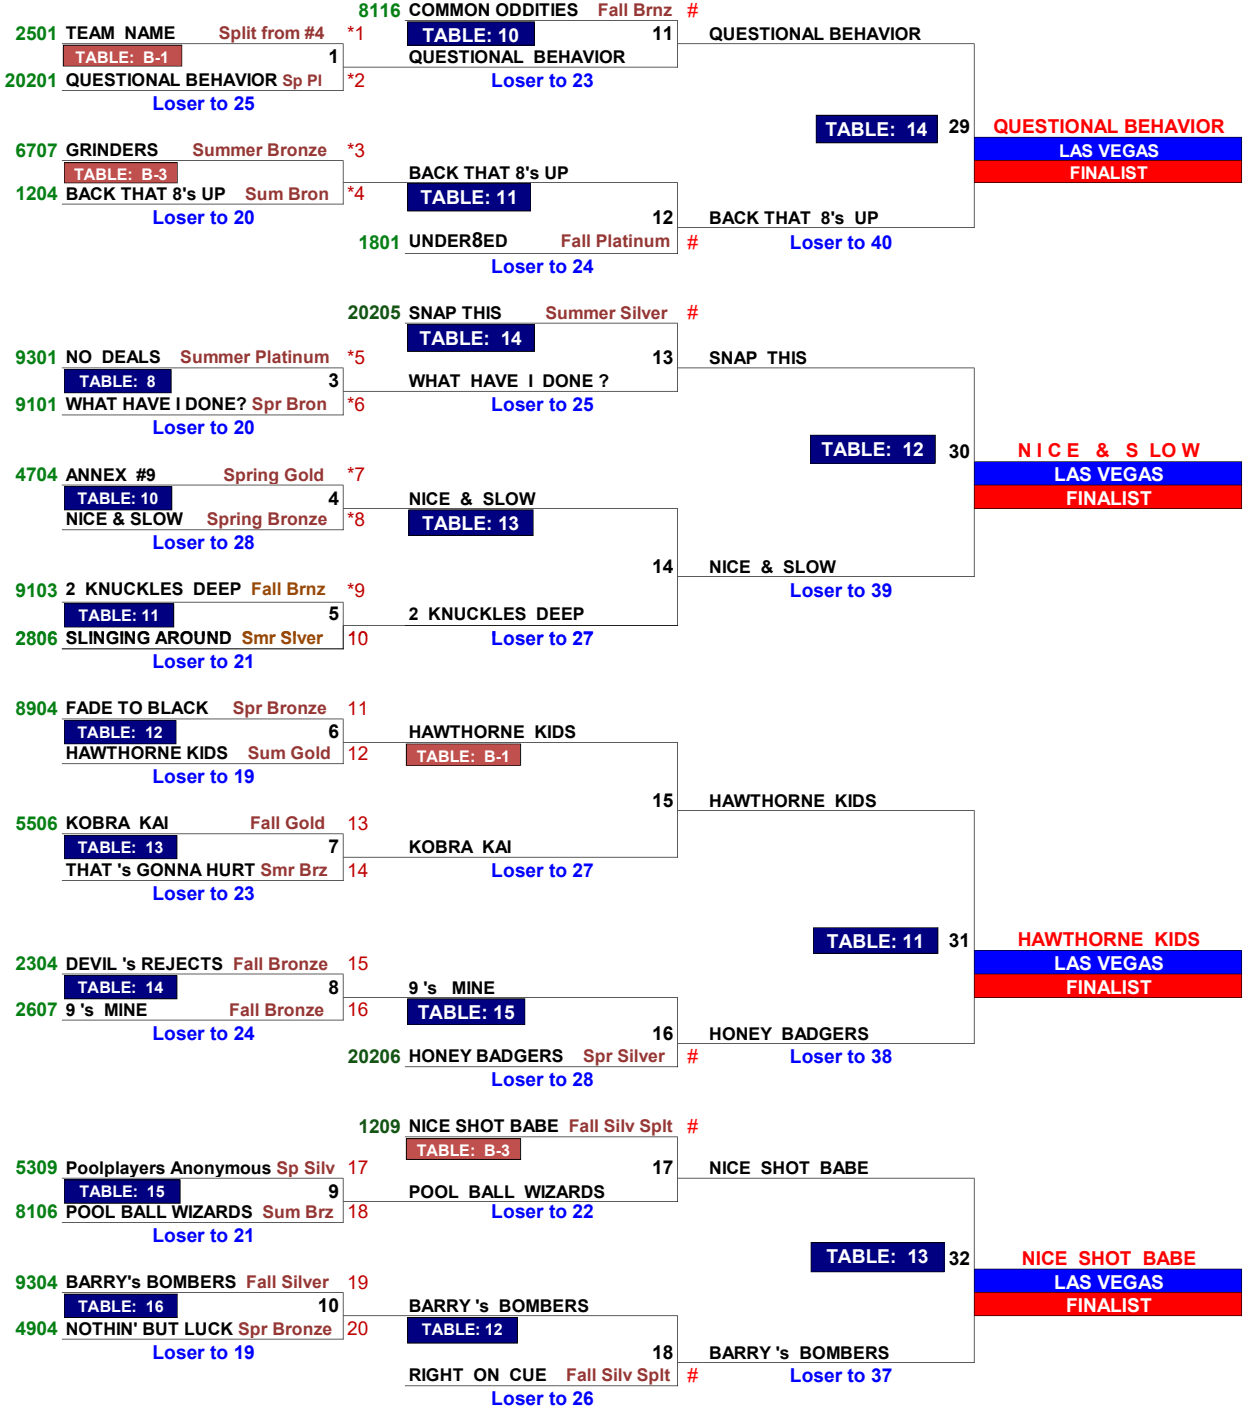 8116 COMMON ODDITIES Fall Brnz #
2501 TEAM NAME Split from #4 *1
TABLE: 10 11 QUESTIONAL BEHAVIOR
TABLE: B-1 1 QUESTIONAL BEHAVIOR
20201 QUESTIONAL BEHAVIOR Sp Pl *2 Loser to 23
Loser to 25
TABLE: 14 29 QUESTIONAL BEHAVIOR
6707 GRINDERS Summer Bronze *3 LAS VEGAS
TABLE: B-3 BACK THAT 8's UP FINALIST
1204 BACK THAT 8's UP Sum Bron *4 TABLE: 11
Loser to 20 12 BACK THAT 8's UP
1801 UNDER8ED Fall Platinum # Loser to 40
Loser to 24
20205 SNAP THIS Summer Silver #
TABLE: 14
9301 NO DEALS Summer Platinum *5 13 SNAP THIS
TABLE: 8 3 WHAT HAVE I DONE ?
9101 WHAT HAVE I DONE? Spr Bron *6 Loser to 25
Loser to 20
TABLE: 12 30 NICE & SLOW
4704 ANNEX #9 Spring Gold *7 LAS VEGAS
TABLE: 10 4 NICE & SLOW FINALIST
NICE & SLOW Spring Bronze *8 TABLE: 13
Loser to 28
14 NICE & SLOW
9103 2 KNUCKLES DEEP Fall Brnz *9 Loser to 39
TABLE: 11 5 2 KNUCKLES DEEP
2806 SLINGING AROUND Smr Slver 10 Loser to 27
Loser to 21
8904 FADE TO BLACK Spr Bronze 11
TABLE: 12 6 HAWTHORNE KIDS
HAWTHORNE KIDS Sum Gold 12 TABLE: B-1
Loser to 19
15 HAWTHORNE KIDS
5506 KOBRA KAI Fall Gold 13
TABLE: 13 7 KOBRA KAI
THAT 's GONNA HURT Smr Brz 14 Loser to 27
Loser to 23
TABLE: 11 31 HAWTHORNE KIDS
2304 DEVIL 's REJECTS Fall Bronze 15 LAS VEGAS
TABLE: 14 8 9 's MINE FINALIST
2607 9 's MINE Fall Bronze 16 TABLE: 15
Loser to 24 16 HONEY BADGERS
20206 HONEY BADGERS Spr Silver # Loser to 38
Loser to 28
1209 NICE SHOT BABE Fall Silv Splt #
TABLE: B-3
5309 Poolplayers Anonymous Sp Silv 17 17 NICE SHOT BABE
TABLE: 15 9 POOL BALL WIZARDS
8106 POOL BALL WIZARDS Sum Brz 18 Loser to 22
Loser to 21
TABLE: 13 32 NICE SHOT BABE
9304 BARRY's BOMBERS Fall Silver 19 LAS VEGAS
TABLE: 16 10 BARRY 's BOMBERS FINALIST
4904 NOTHIN' BUT LUCK Spr Bronze 20 TABLE: 12
Loser to 19 18 BARRY 's BOMBERS
RIGHT ON CUE Fall Silv Splt # Loser to 37
Loser to 26